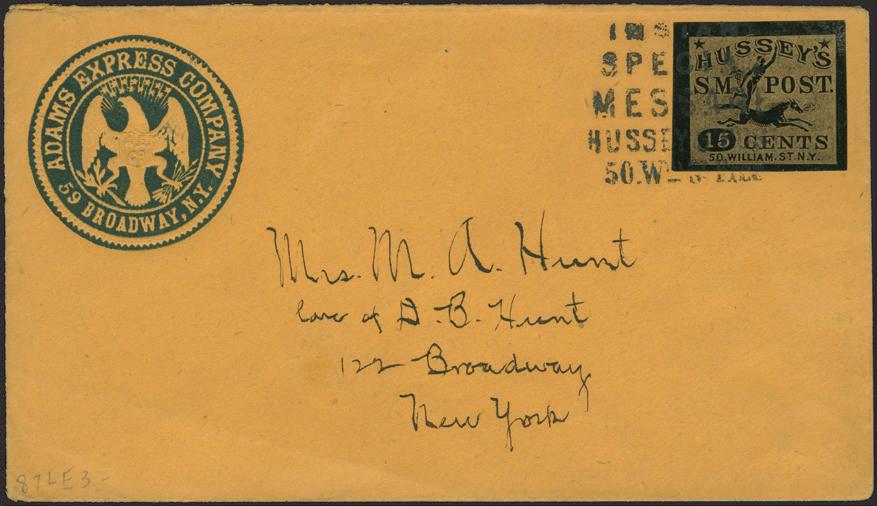 ADAMS EXPRESS COMPANY.
59 BROADWAY, N.Y.
SPE
MES
HUSSE
50.W
HUSSEY'S
S.M. POST.
15 CENTS
50.WILLIAM.ST.N.Y.
Mrs. M. A. Hunt
Care of D. B. Hunt
122 Broadway
New York
87LE3-